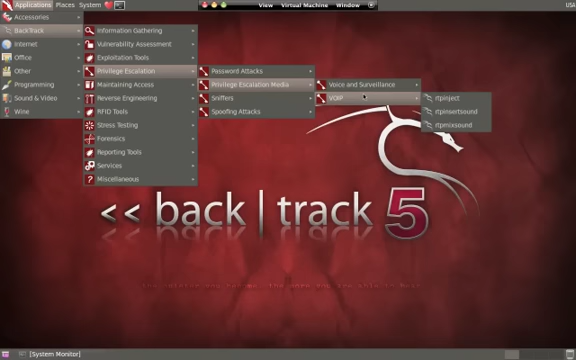 Applications Places System
View Virtual Machine Window
USA
Accessories
BackTrack
Internet
Office
Other
Programming
Sound & Video
Wine
Information Gathering
Vulnerability Assessment
Exploitation Tools
Privilege Escalation
Maintaining Access
Reverse Engineering
RFID Tools
Stress Testing
Forensics
Reporting Tools
Services
Miscellaneous
Password Attacks
Privilege Escalation Media
Sniffers
Spoofing Attacks
Voice and Surveillance
VOIP
rtpinject
rtpinsertsound
rtpmixsound
<< back | track 5
[System Monitor]